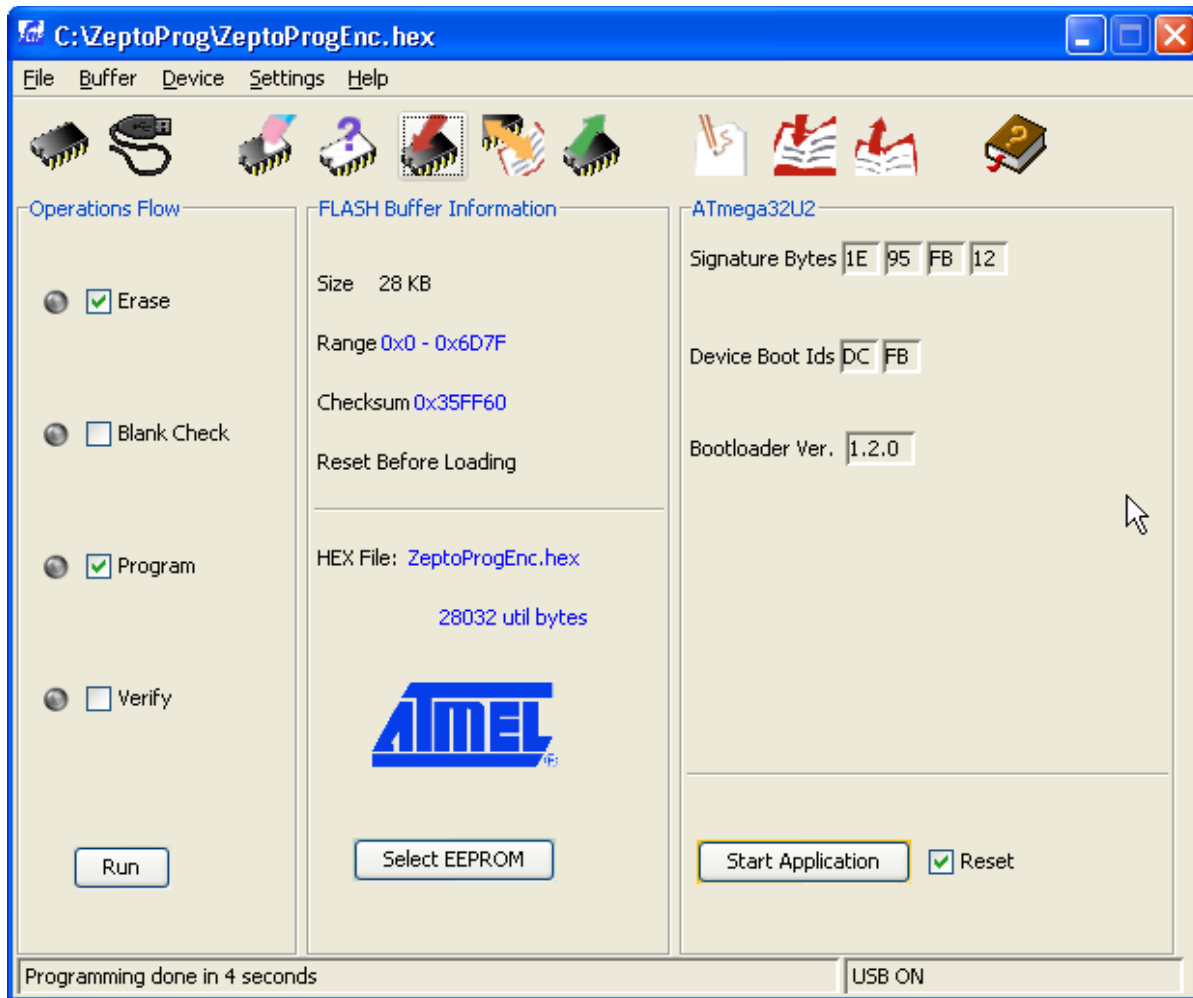 C:\ZeptoProg\ZeptoProgEnc.hex
File Buffer Device Settings Help
Operations Flow
Erase
Blank Check
Program
Verify
Run
FLASH Buffer Information
Size 28 KB
Range 0x0 - 0x6D7F
Checksum 0x35FF60
Reset Before Loading
HEX File: ZeptoProgEnc.hex
28032 util bytes
ATMEL®
Select EEPROM
ATmega32U2
Signature Bytes 1E 95 FB 12
Device Boot Ids DC FB
Bootloader Ver. 1.2.0
Start Application Reset
Programming done in 4 seconds
USB ON